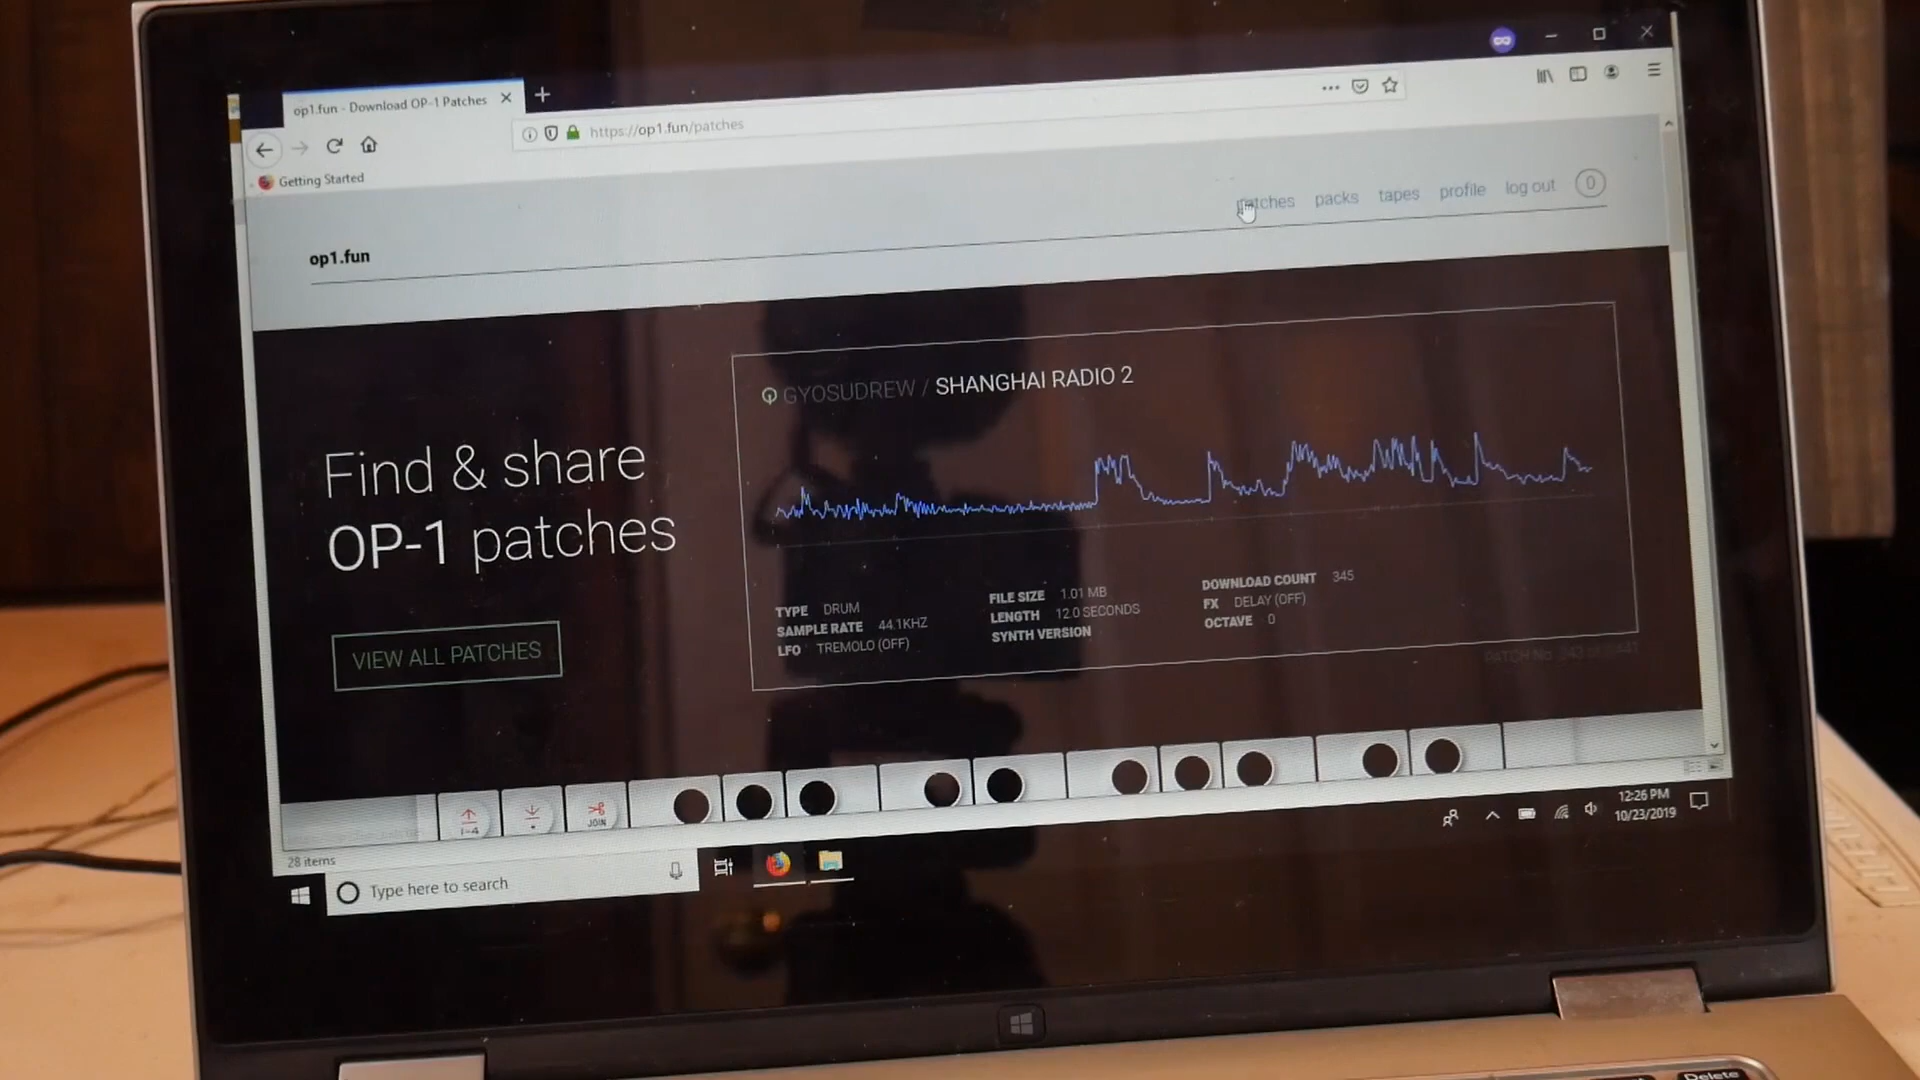 op1.fun - Download OP-1 Patches
https://op1.fun/patches
Getting Started
packs tapes profile log out 0
op1.fun
Find & share
OP-1 patches
VIEW ALL PATCHES
GYOSUDREW / SHANGHAI RADIO 2
TYPE DRUM
SAMPLE RATE 44.1KHZ
LFO TREMOLO (OFF)
FILE SIZE 1.01 MB
LENGTH 12.0 SECONDS
SYNTH VERSION
DOWNLOAD COUNT 345
FX DELAY (OFF)
OCTAVE 0
1-4
JOIN
28 items
Type here to search
12:26 PM
10/23/2019
Delete